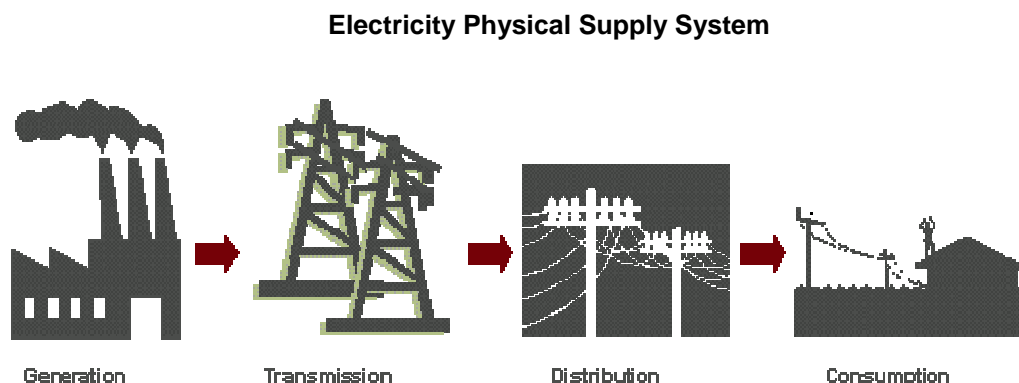 Electricity Physical Supply System
Generation Transmission Distribution Consumption